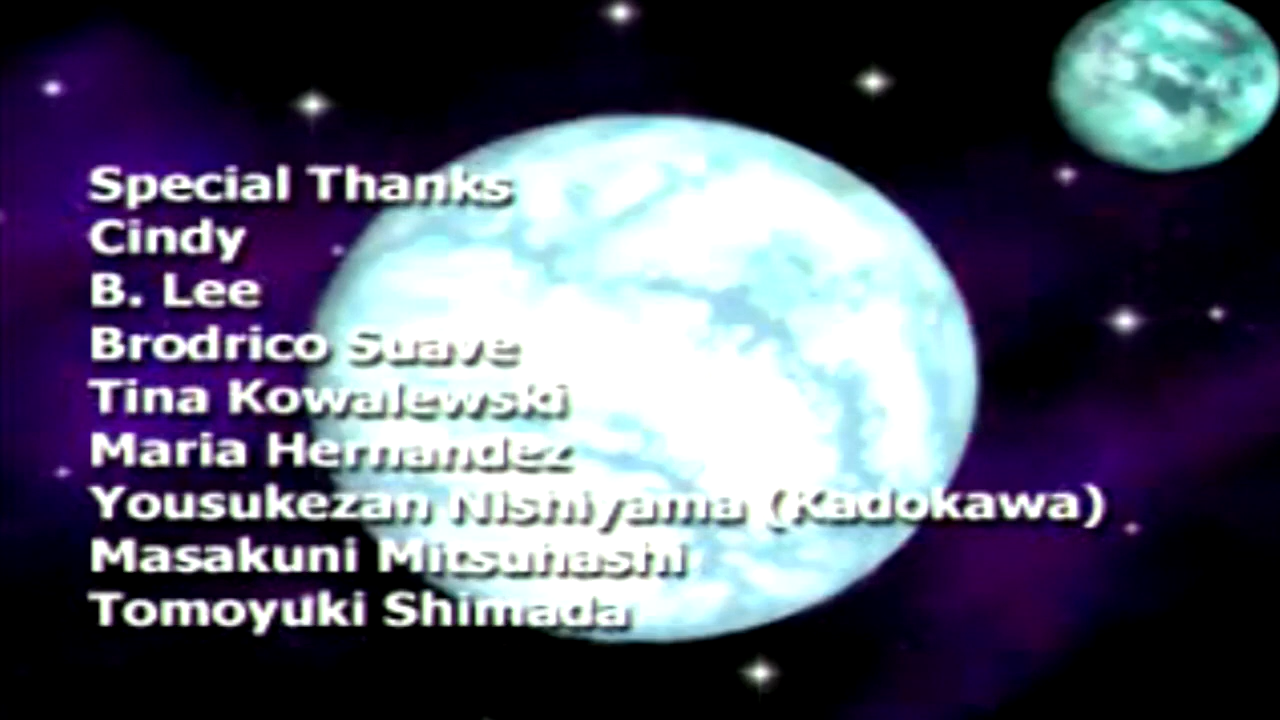 Special Thanks
Cindy
B. Lee
Brodrico Suave
Tina Kowalewski
Maria Hernandez
Yousukezan Nishiyama (Kadokawa)
Masakuni Mitsuhashi
Tomoyuki Shimada